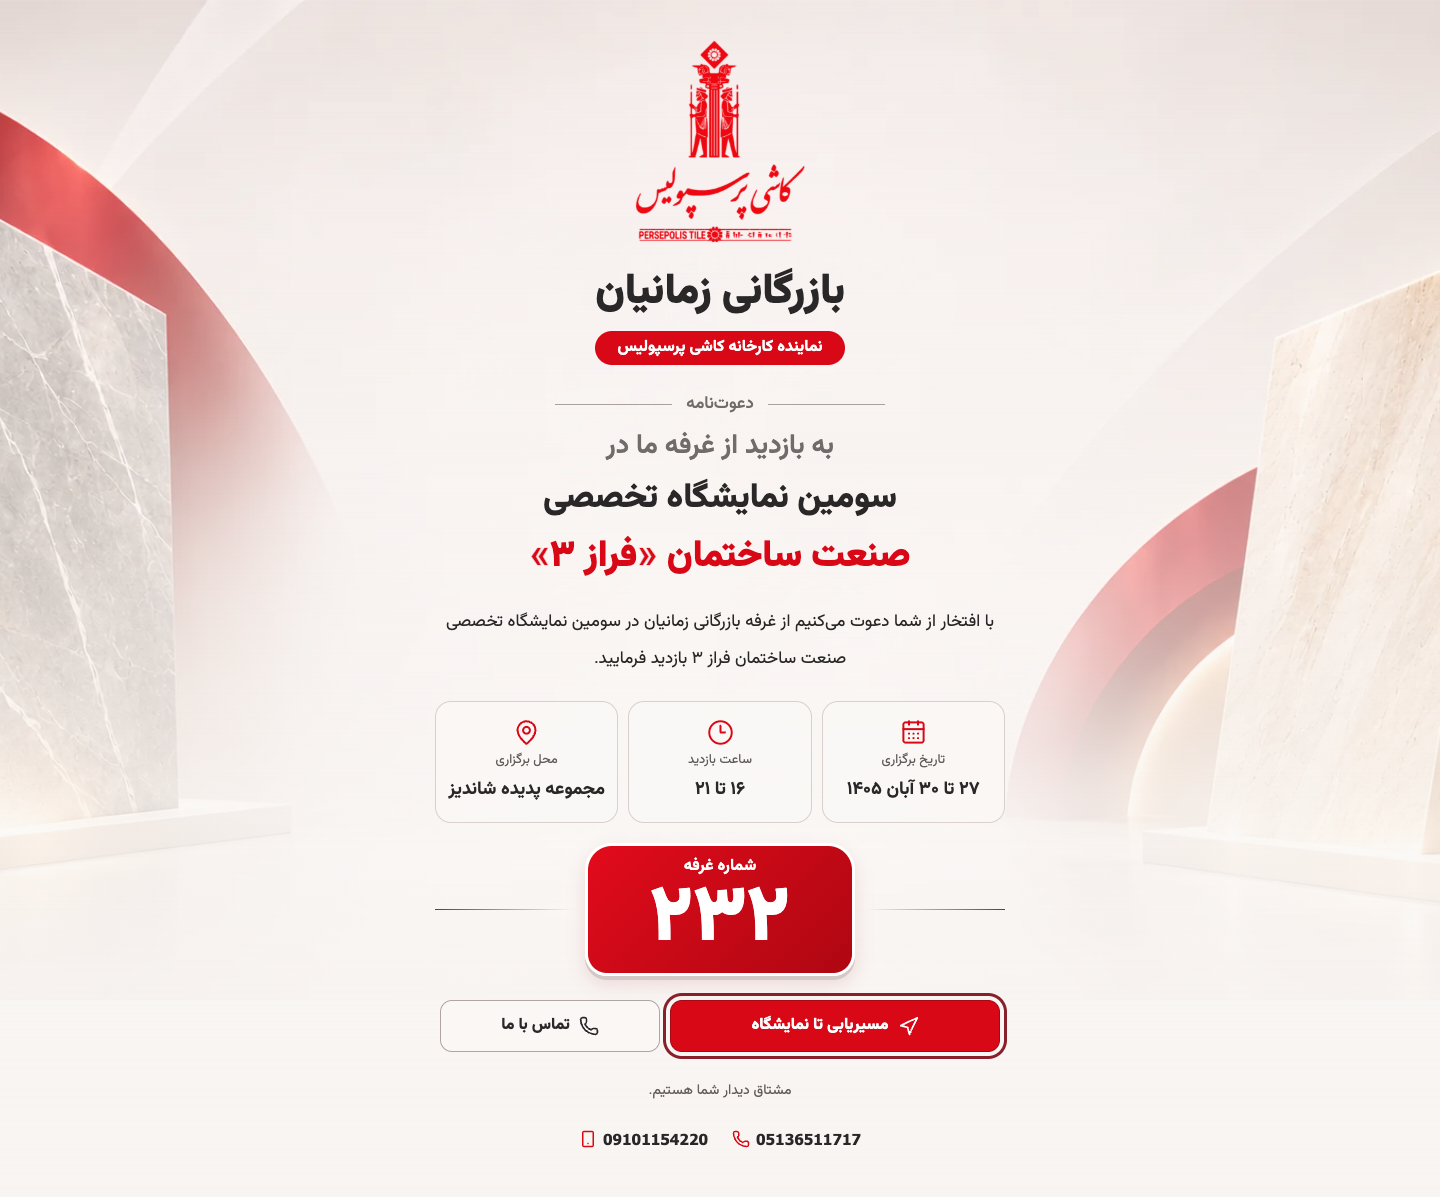 کاشی پرسپولیس
PERSEPOLIS TILE
بازرگانی زمانیان
نماینده کارخانه کاشی پرسپولیس
دعوت‌نامه
به بازدید از غرفه ما در
سومین نمایشگاه تخصصی
صنعت ساختمان «فراز ۳»
با افتخار از شما دعوت می‌کنیم از غرفه بازرگانی زمانیان در سومین نمایشگاه تخصصی
صنعت ساختمان فراز ۳ بازدید فرمایید.
تاریخ برگزاری
۲۷ تا ۳۰ آبان ۱۴۰۵
ساعت بازدید
۱۶ تا ۲۱
محل برگزاری
مجموعه پدیده شاندیز
شماره غرفه
۲۳۲
مسیریابی تا نمایشگاه
تماس با ما
مشتاق دیدار شما هستیم.
05136511717
09101154220